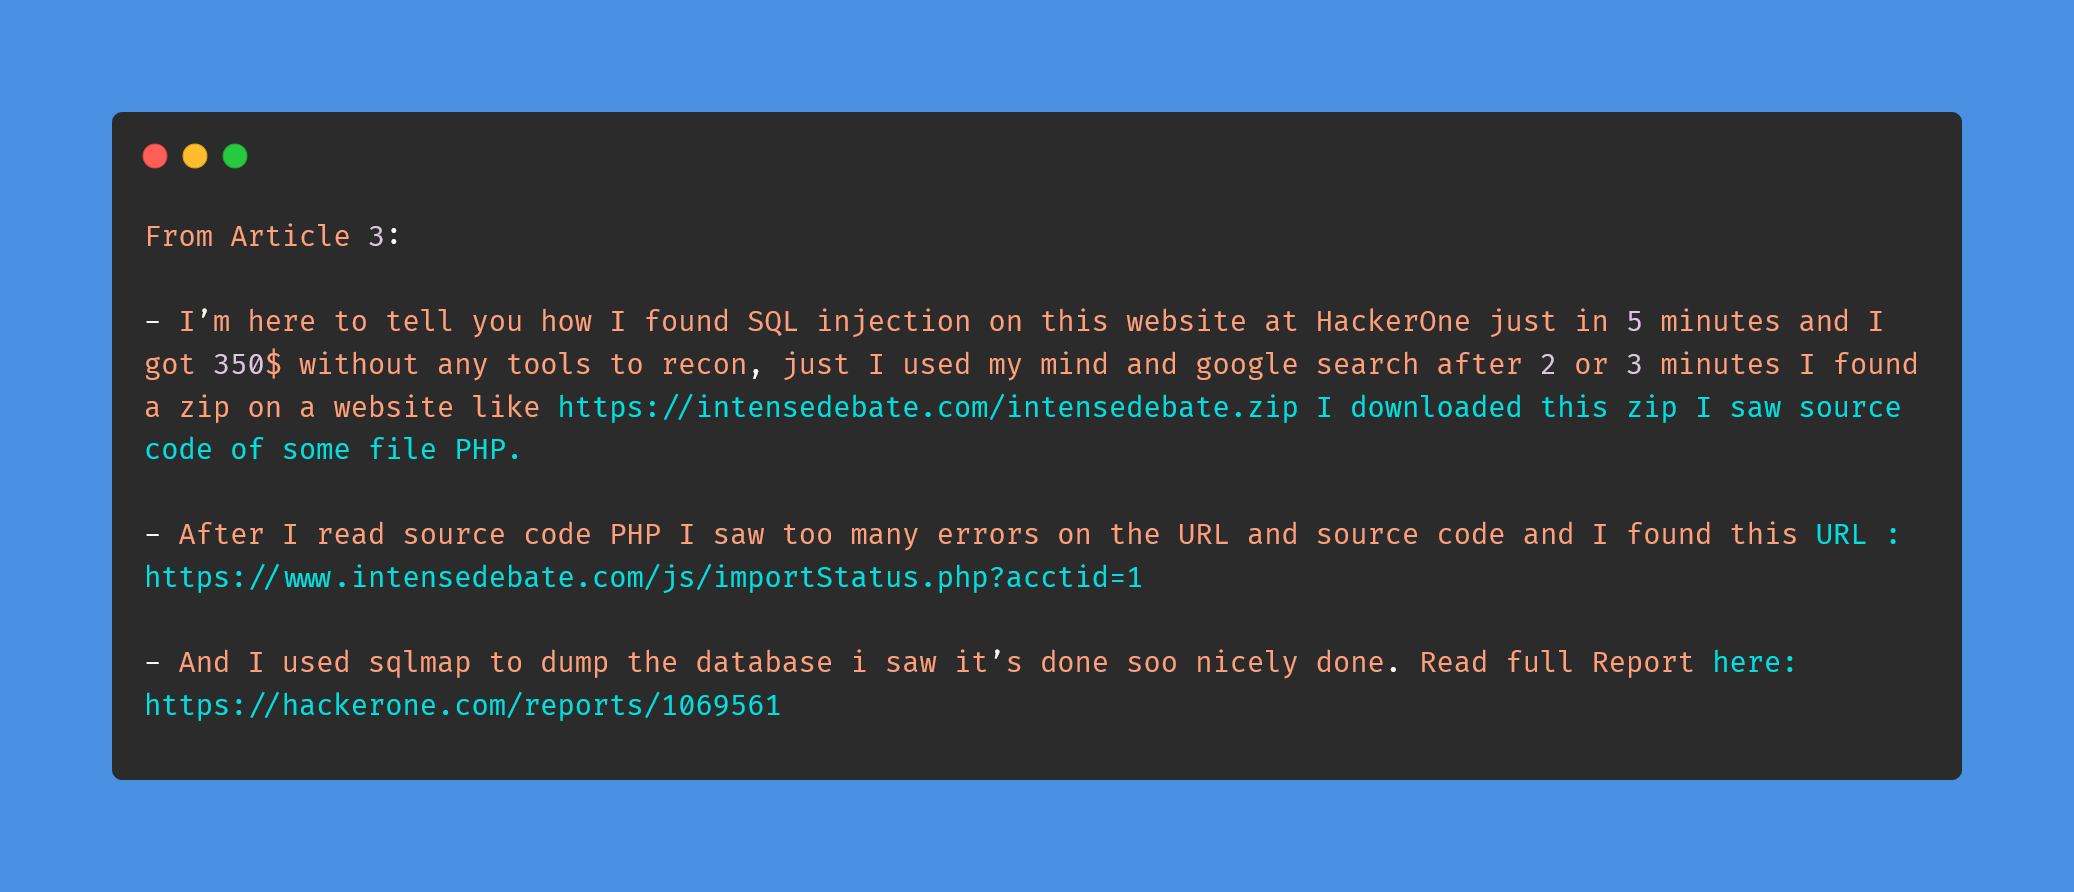 From Article 3:
- I’m here to tell you how I found SQL injection on this website at HackerOne just in 5 minutes and I
got 350$ without any tools to recon, just I used my mind and google search after 2 or 3 minutes I found
a zip on a website like https://intensedebate.com/intensedebate.zip I downloaded this zip I saw source
code of some file PHP.
- After I read source code PHP I saw too many errors on the URL and source code and I found this URL :
https://www.intensedebate.com/js/importStatus.php?acctid=1
- And I used sqlmap to dump the database i saw it’s done soo nicely done. Read full Report here:
https://hackerone.com/reports/1069561